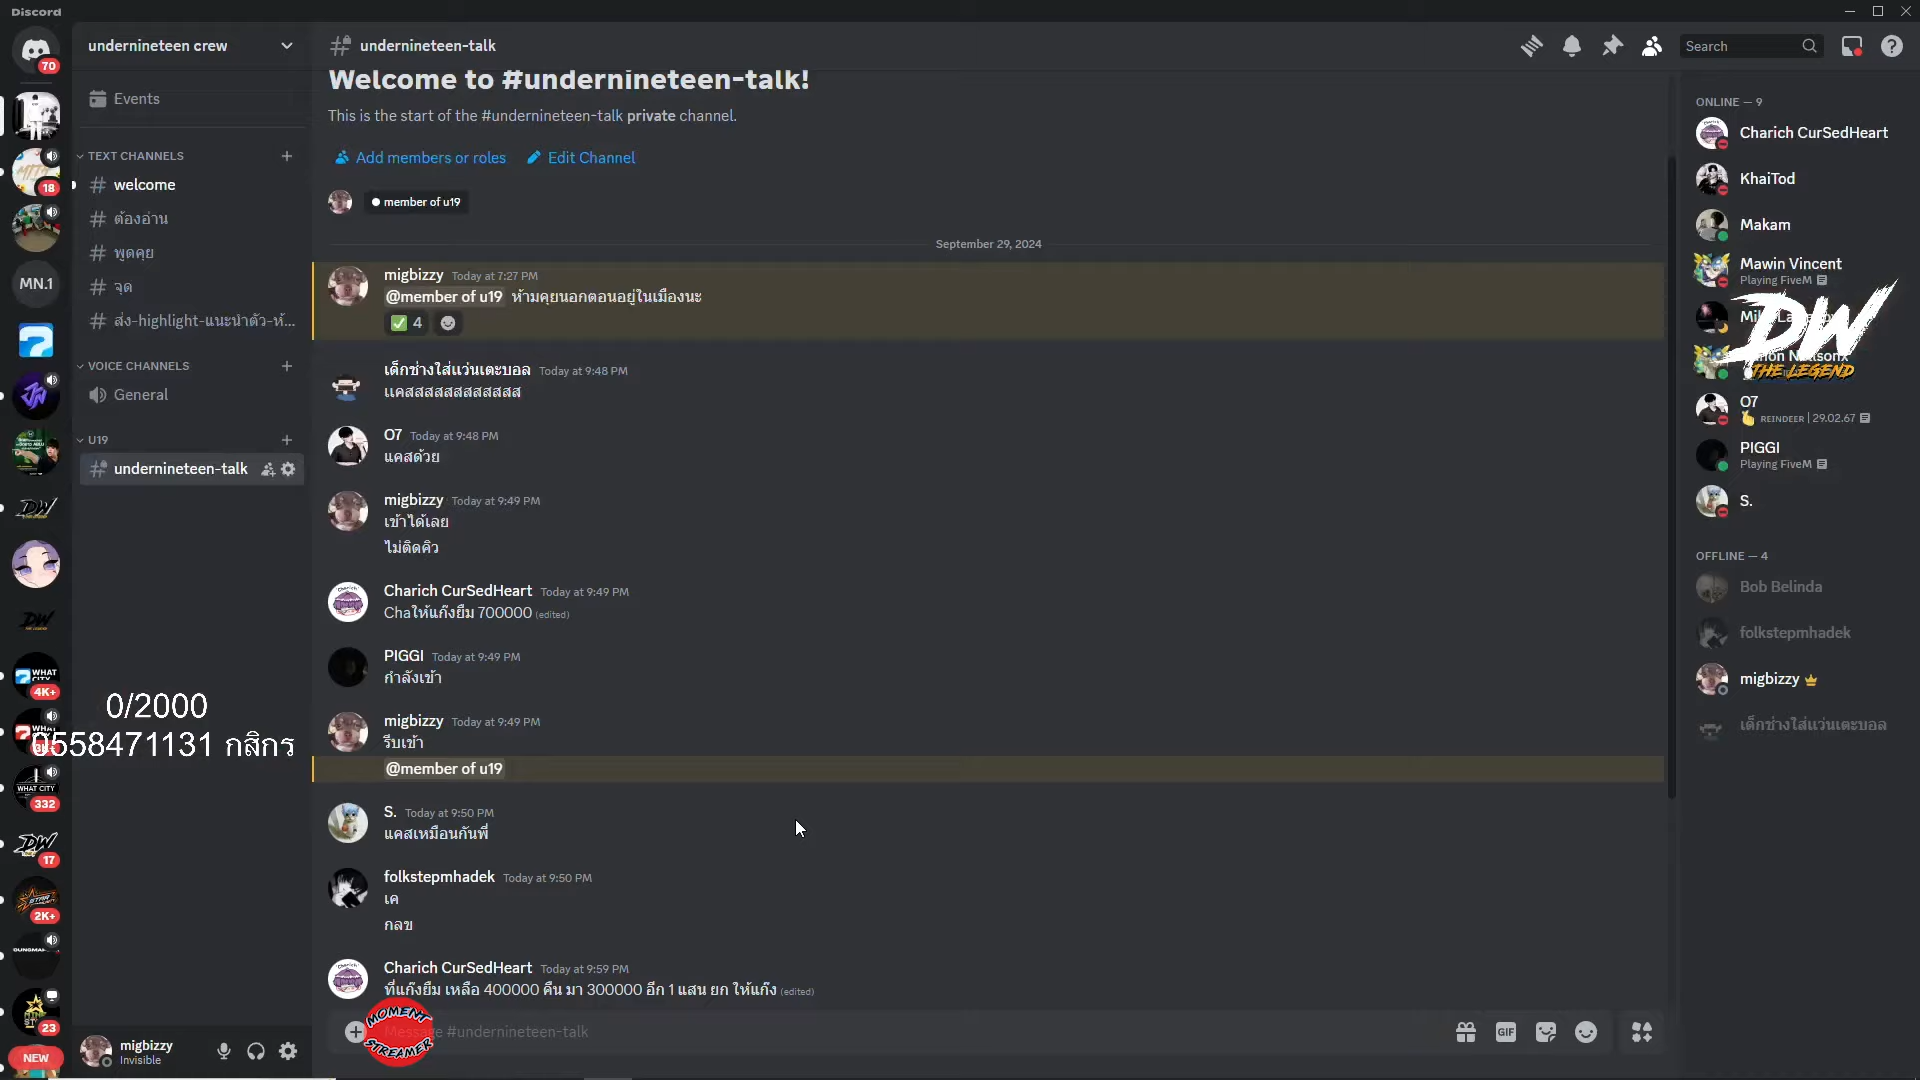 Discord
70
undernineteen crew
undernineteen-talk
Search
Welcome to #undernineteen-talk!
This is the start of the #undernineteen-talk private channel.
Add members or roles
Edit Channel
member of u19
Events
TEXT CHANNELS
welcome
ต้องอ่าน
พูดคุย
จุด
ส่ง-highlight-แนะนำตัว-ห้...
VOICE CHANNELS
General
U19
undernineteen-talk
18
MN.1
WHAT
4K+
WHAT CITY
332
17
2K+
23
NEW
0/2000
0558471131 กสิกร
September 29, 2024
migbizzy Today at 7:27 PM
@member of u19 ห้ามคุยนอกตอนอยู่ในเมืองนะ
4
เด็กช่างใส่แว่นเตะบอล Today at 9:48 PM
แคสสสสสสสสสสสสส
O7 Today at 9:48 PM
แคสด้วย
migbizzy Today at 9:49 PM
เข้าได้เลย
ไม่ติดคิว
Charich CurSedHeart Today at 9:49 PM
Chaให้แก๊งยืม 700000 (edited)
PIGGI Today at 9:49 PM
กำลังเข้า
migbizzy Today at 9:49 PM
รีบเข้า
@member of u19
S. Today at 9:50 PM
แคสเหมือนกันพี่
folkstepmhadek Today at 9:50 PM
เค
กลข
Charich CurSedHeart Today at 9:59 PM
ที่แก๊งยืม เหลือ 400000 คืน มา 300000 อีก 1 แสน ยก ให้แก๊ง (edited)
Message #undernineteen-talk
MOMENT
STREAMER
GIF
migbizzy
Invisible
ONLINE — 9
Charich CurSedHeart
KhaiTod
Makam
Mawin Vincent
Playing FiveM
DW
THE LEGEND
O7
REINDEER | 29.02.67
PIGGI
Playing FiveM
S.
OFFLINE — 4
Bob Belinda
folkstepmhadek
migbizzy
เด็กช่างใส่แว่นเตะบอล